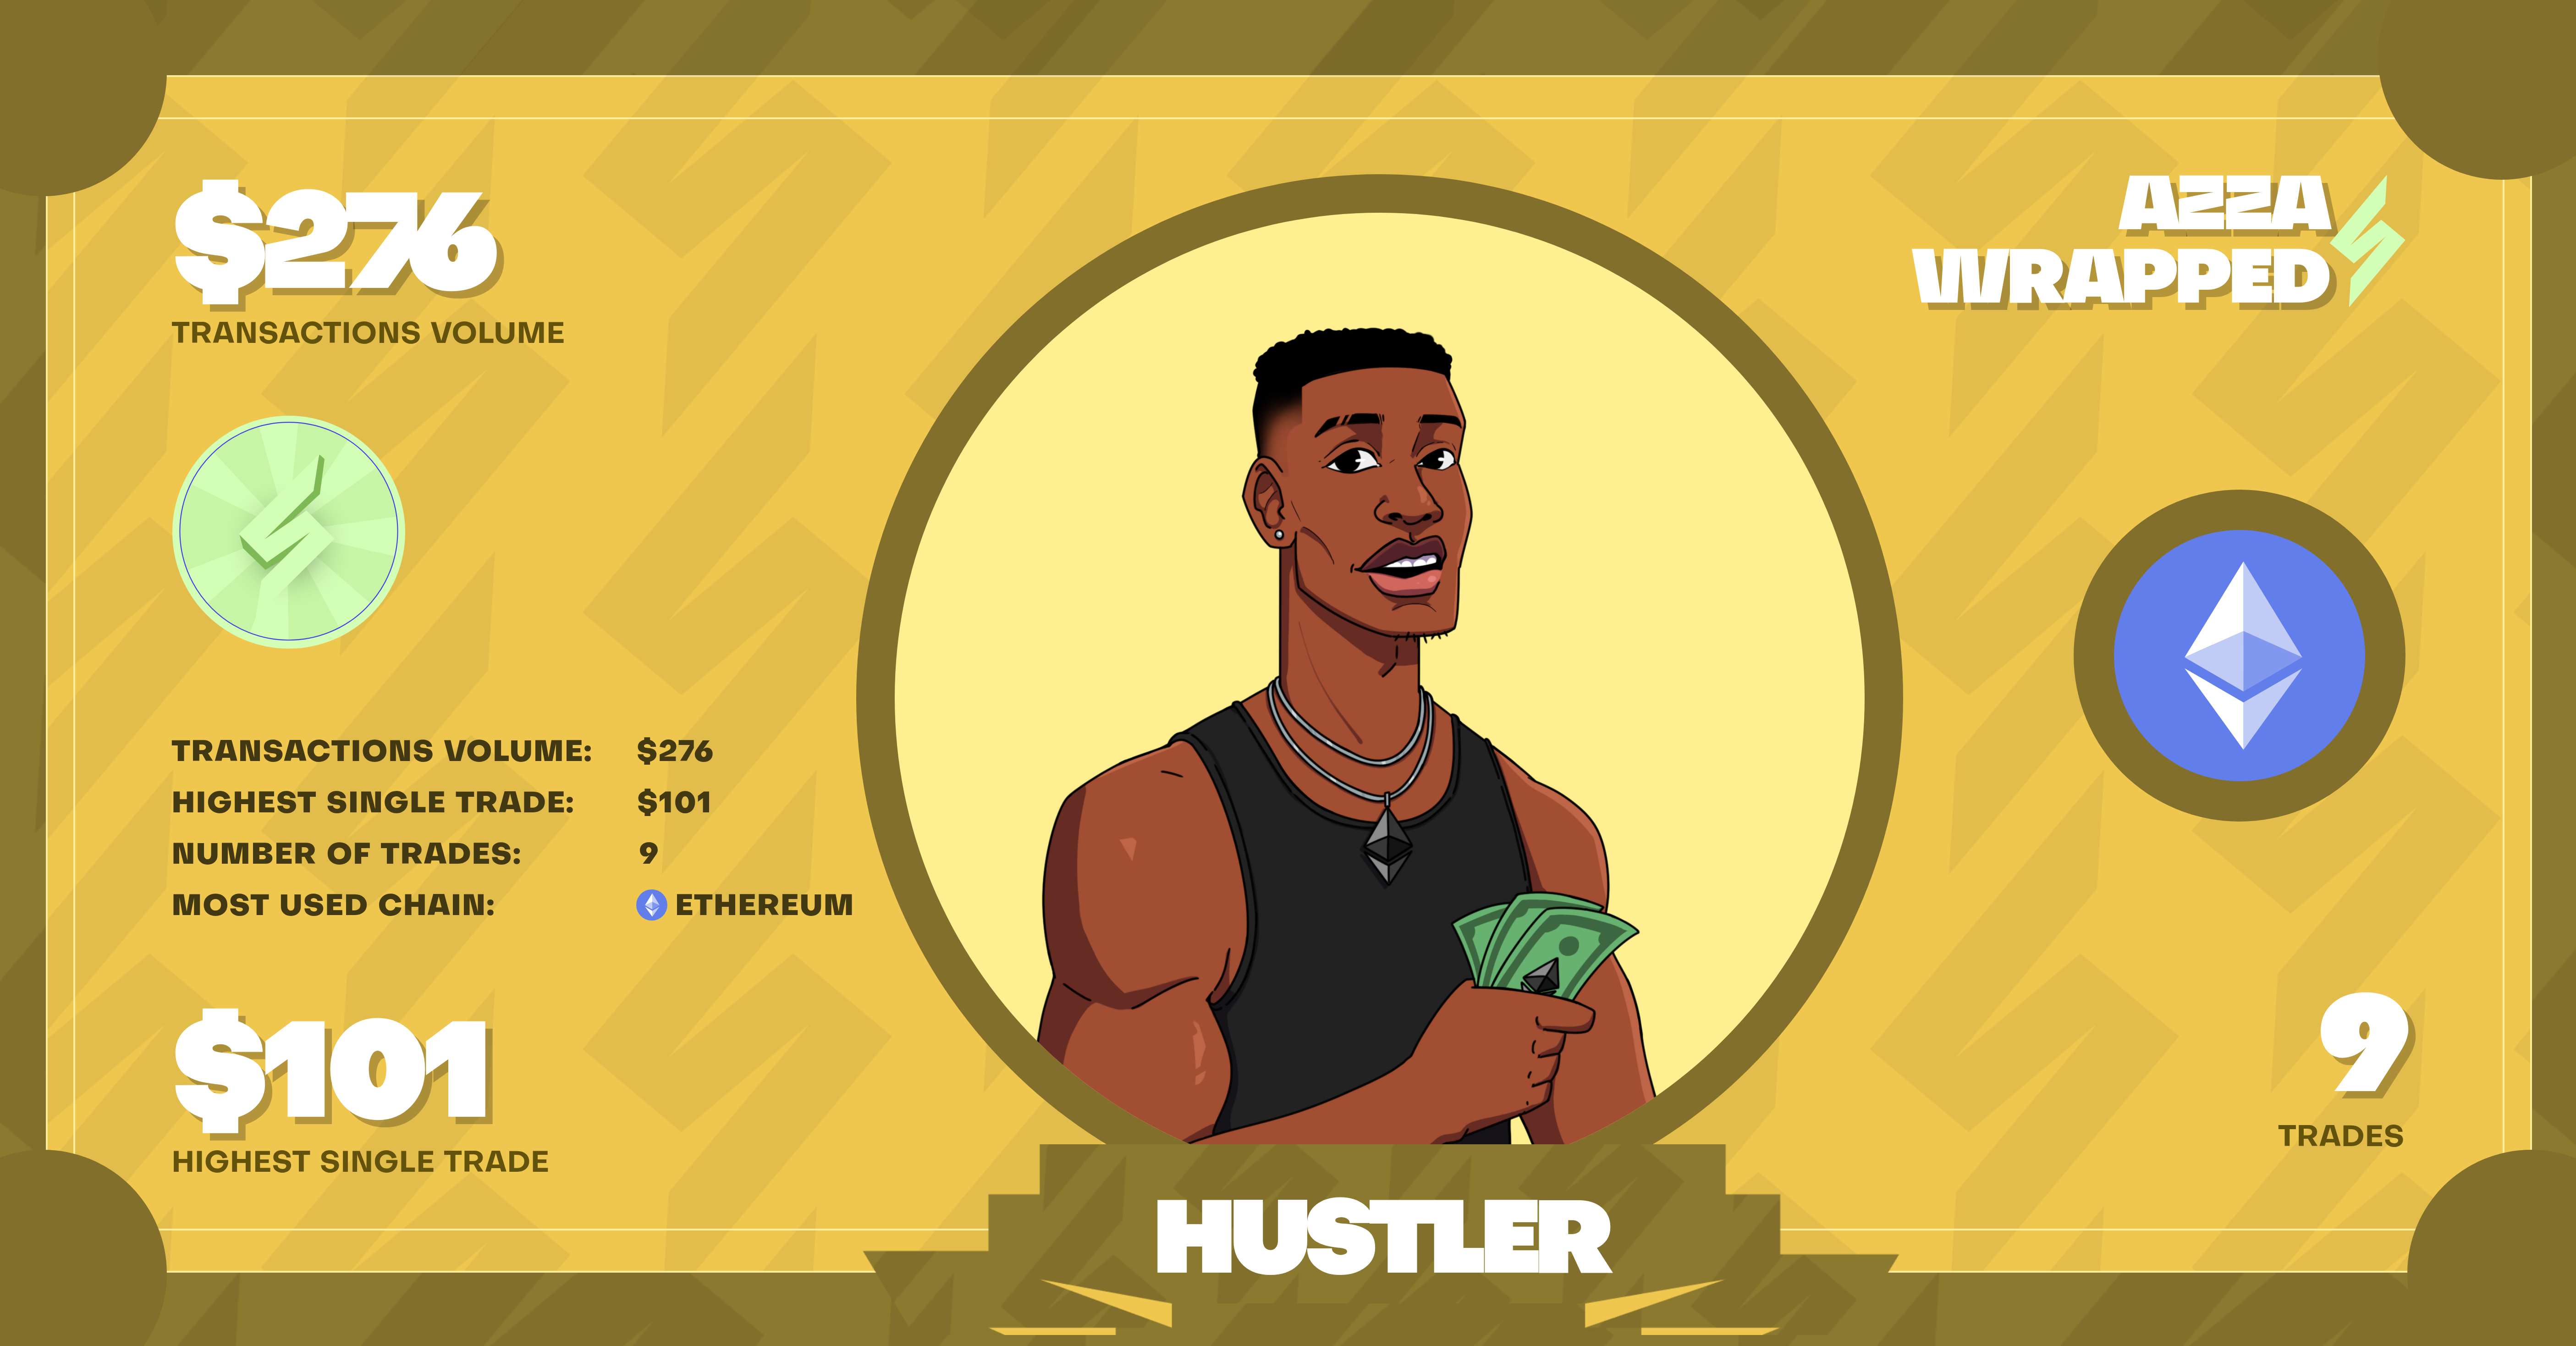 $276
TRANSACTIONS VOLUME
AZZA
WRAPPED
TRANSACTIONS VOLUME: $276
HIGHEST SINGLE TRADE: $101
NUMBER OF TRADES: 9
MOST USED CHAIN: ETHEREUM
$101
HIGHEST SINGLE TRADE
9
TRADES
HUSTLER